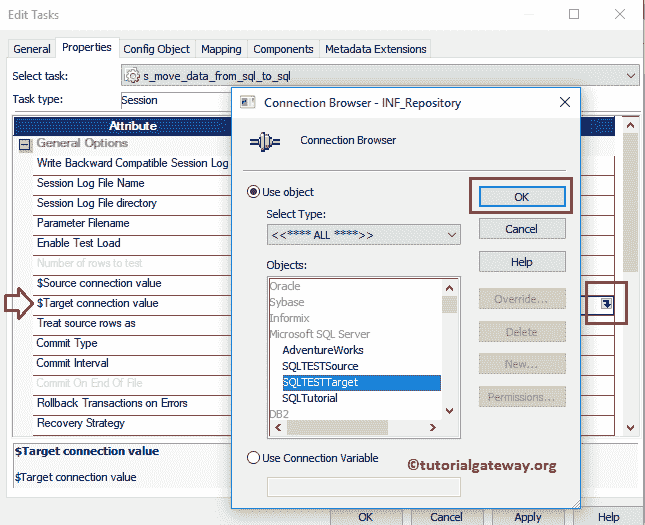 Edit Tasks
General Properties Config Object Mapping Components Metadata Extensions
Select task: s_move_data_from_sql_to_sql
Task type: Session
Attribute
General Options
Write Backward Compatible Session Log
Session Log File Name
Session Log File directory
Parameter Filename
Enable Test Load
Number of rows to test
$Source connection value
$Target connection value
Treat source rows as
Commit Type
Commit Interval
Commit On End Of File
Rollback Transactions on Errors
Recovery Strategy
$Target connection value
$Target connection value
OK Cancel Apply Help
Connection Browser - INF_Repository
Connection Browser
Use object
Select Type:
<<**** ALL ****>>
Objects:
Oracle
Sybase
Informix
Microsoft SQL Server
AdventureWorks
SQLTESTSource
SQLTESTTarget
SQLTutorial
DB2
Use Connection Variable
OK
Cancel
Help
Override...
Delete
New...
Permissions...
©tutorialgateway.org